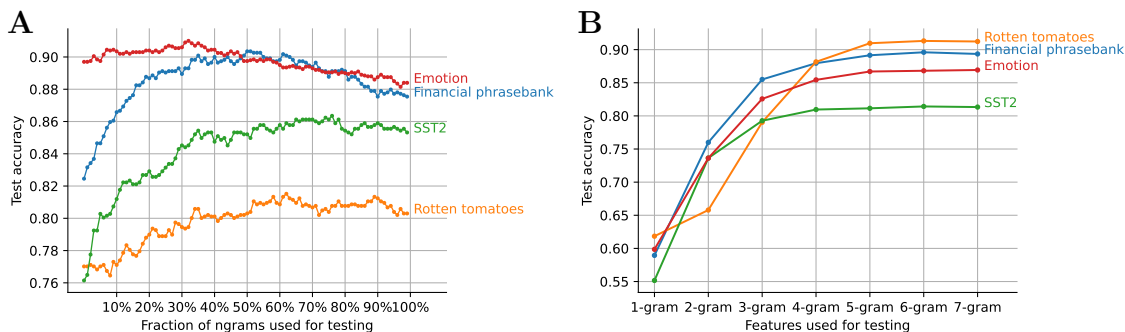 A
0.90
0.88
0.86
0.84
0.82
0.80
0.78
0.76
Test accuracy
Emotion
Financial phrasebank
SST2
Rotten tomatoes
10% 20% 30% 40% 50% 60% 70% 80% 90% 100%
Fraction of ngrams used for testing
B
0.90
0.85
0.80
0.75
0.70
0.65
0.60
0.55
Test accuracy
Rotten tomatoes
Financial phrasebank
Emotion
SST2
1-gram 2-gram 3-gram 4-gram 5-gram 6-gram 7-gram
Features used for testing